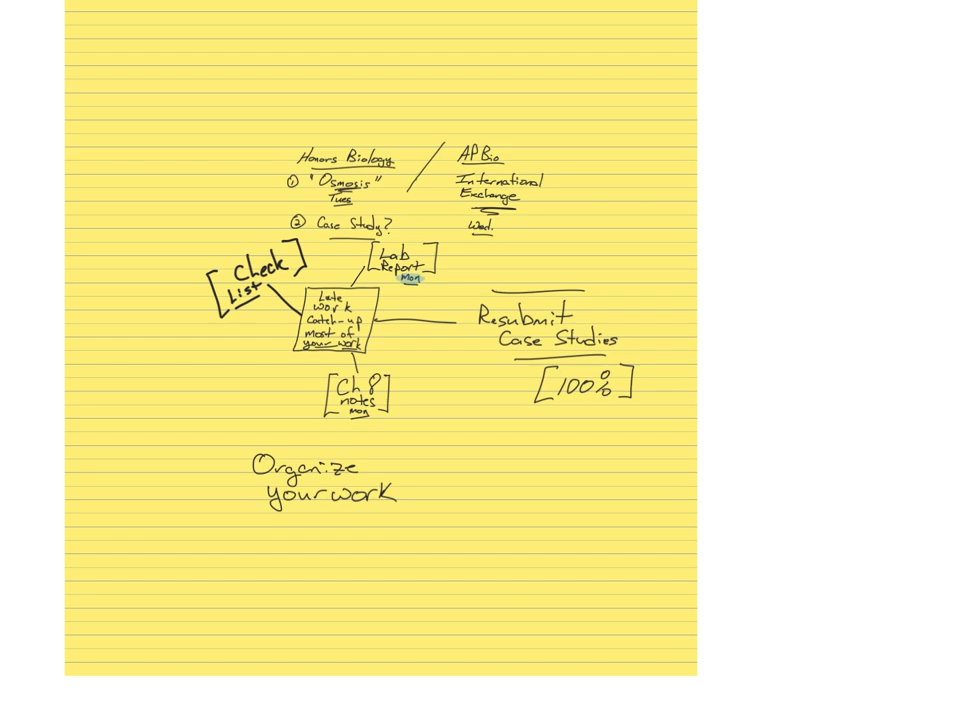 Honors Biology
① "Osmosis"
Tues
② Case Study?
AP Bio
International
Exchange
Wed.
[Lab
Report]
Mon
[Check
List]
Late
work
Catch-up
most of
your work
Resubmit
Case Studies
[100%]
[Ch 8
notes
Mon]
Organize
your work